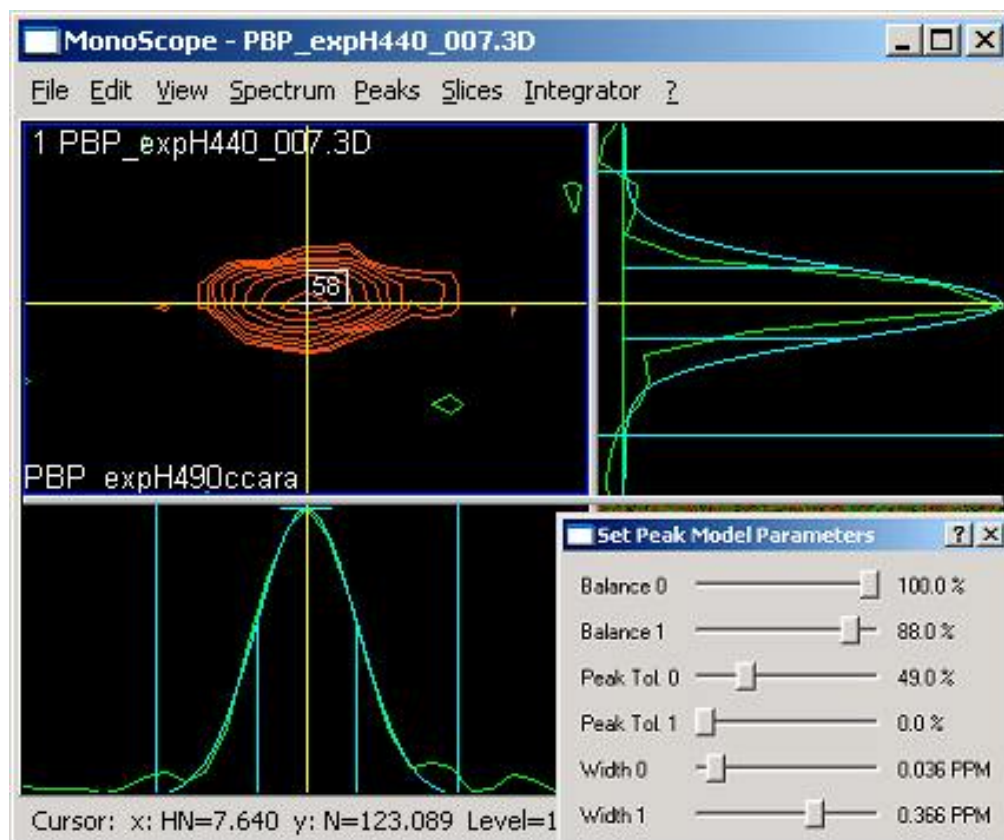 MonoScope - PBP_expH440_007.3D
File Edit View Spectrum Peaks Slices Integrator ?
1 PBP_expH440_007.3D
58
PBP_expH490ccara
Set Peak Model Parameters
Balance 0 100.0 %
Balance 1 88.0 %
Peak Tol. 0 49.0 %
Peak Tol. 1 0.0 %
Width 0 0.036 PPM
Width 1 0.366 PPM
Cursor: x: HN=7.640 y: N=123.089 Level=1